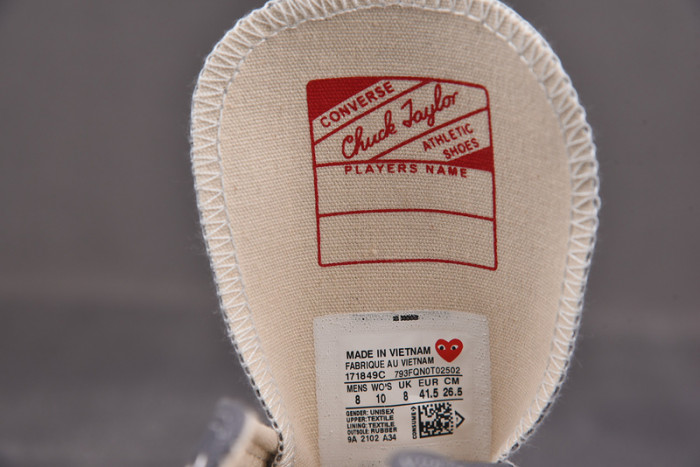 CONVERSE
Chuck Taylor
ATHLETIC
SHOES
PLAYERS NAME
MADE IN VIETNAM
FABRIQUE AU VIETNAM
171849C 793FQN0T02502
MENS WO'S UK EUR CM
8 10 8 41.5 26.5
GENDER: UNISEX
UPPER: TEXTILE
LINING: TEXTILE
OUTSOLE: RUBBER
9A 2102 A34
CONSUMER